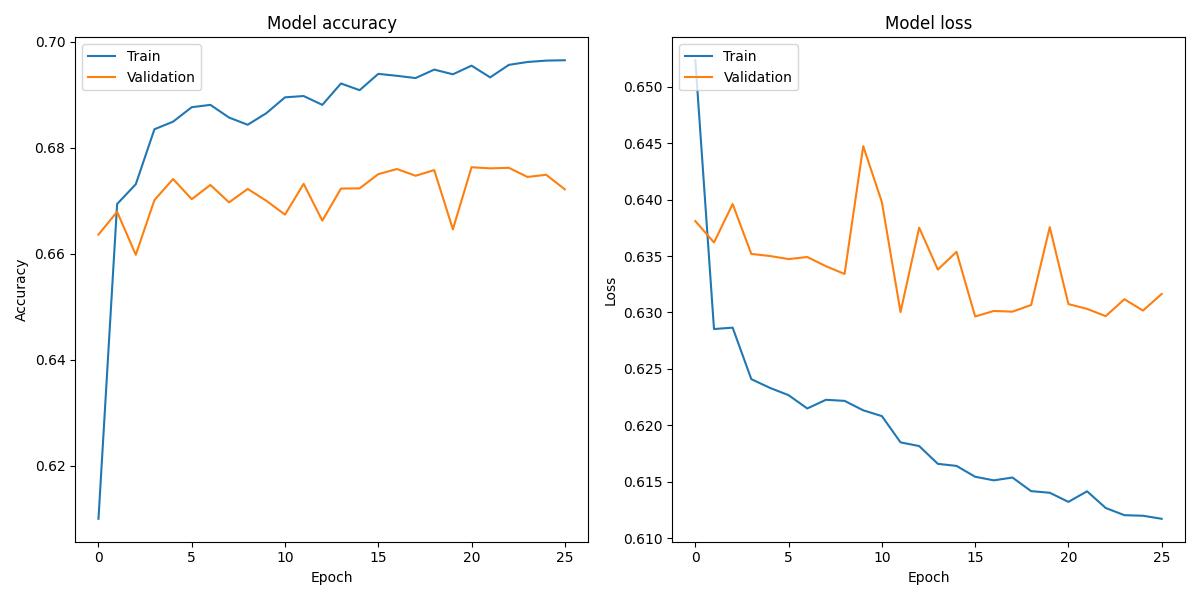 Model accuracy
Train
Validation
0.70
0.68
0.66
0.64
0.62
Accuracy
0 5 10 15 20 25
Epoch
Model loss
Train
Validation
0.650
0.645
0.640
0.635
0.630
0.625
0.620
0.615
0.610
Loss
0 5 10 15 20 25
Epoch